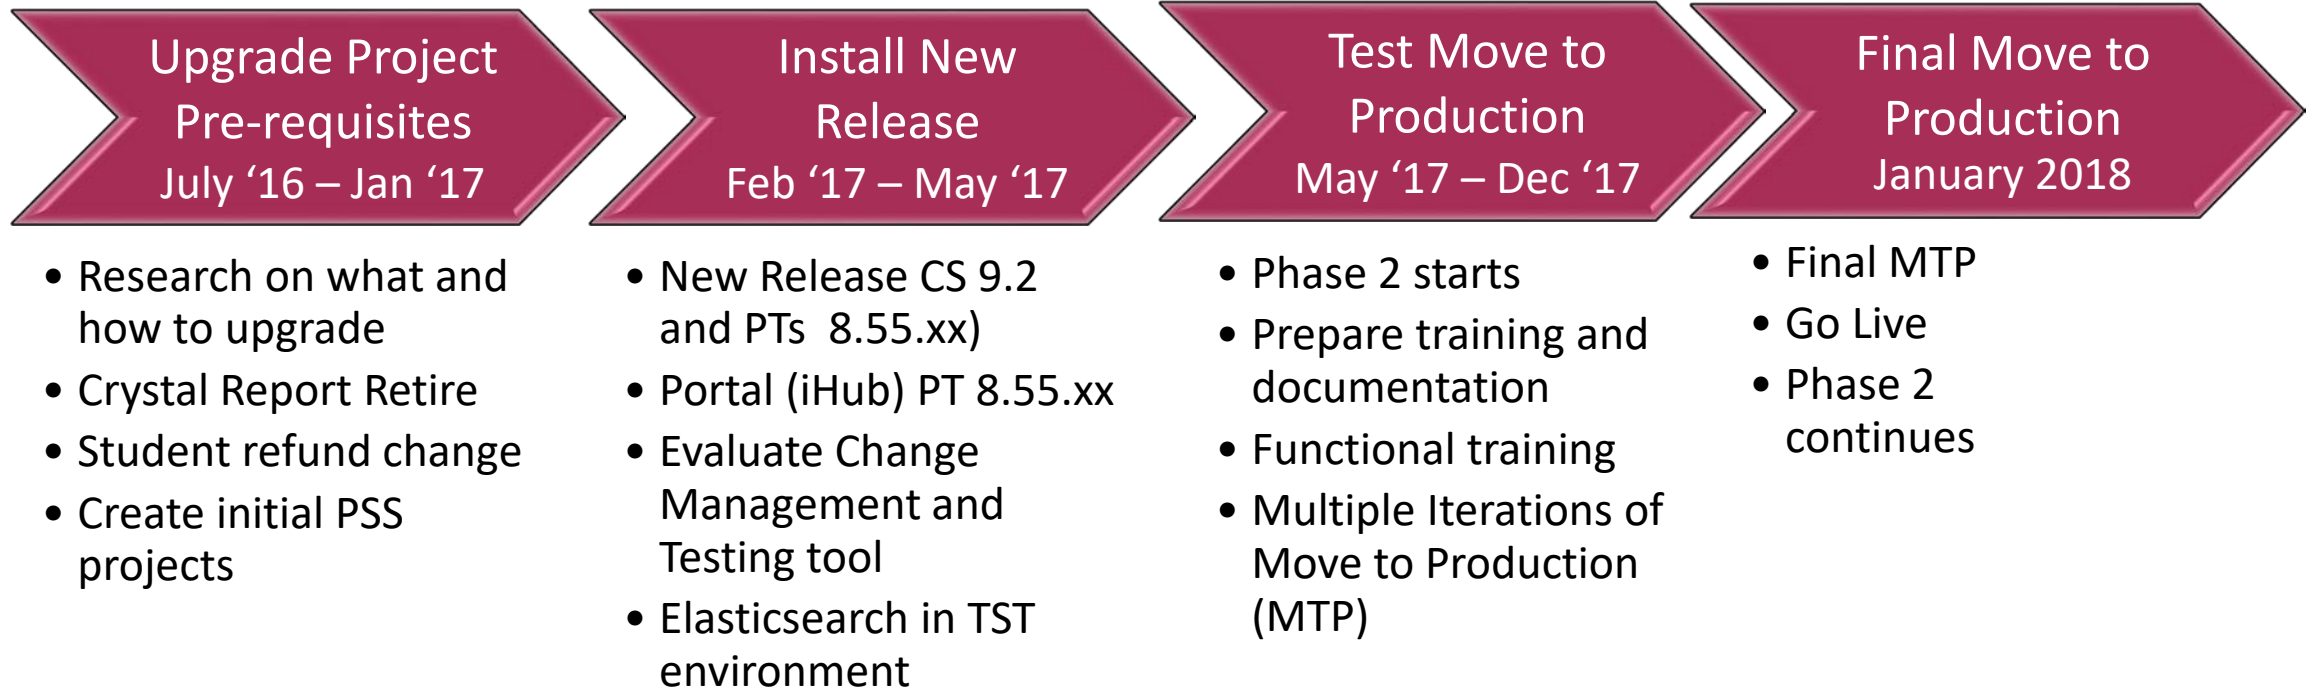 Upgrade Project
Pre-requisites
July ‘16 – Jan ‘17
• Research on what and
how to upgrade
• Crystal Report Retire
• Student refund change
• Create initial PSS
projects
Install New
Release
Feb ‘17 – May ‘17
• New Release CS 9.2
and PTs  8.55.xx)
• Portal (iHub) PT 8.55.xx
• Evaluate Change
Management and
Testing tool
• Elasticsearch in TST
environment
Test Move to
Production
May ‘17 – Dec ‘17
• Phase 2 starts
• Prepare training and
documentation
• Functional training
• Multiple Iterations of
Move to Production
(MTP)
Final Move to
Production
January 2018
• Final MTP
• Go Live
• Phase 2
continues